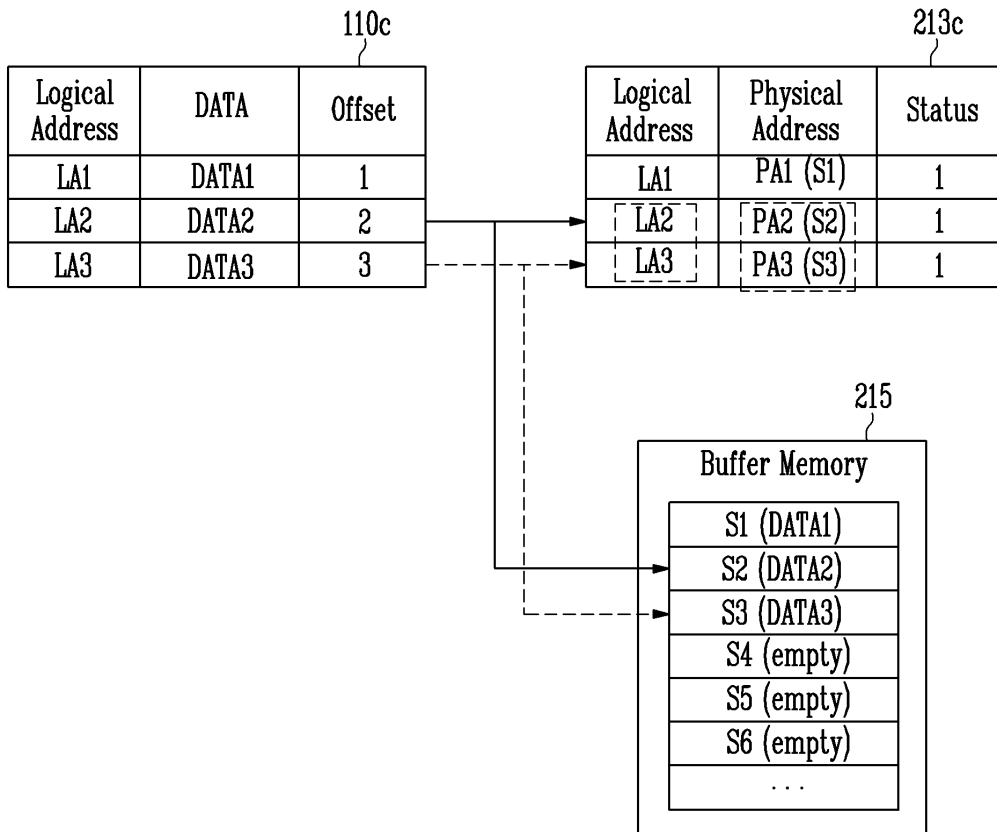 110c
Logical Address
DATA
Offset
LA1
DATA1
1
LA2
DATA2
2
LA3
DATA3
3
213c
Logical Address
Physical Address
Status
LA1
PA1 (S1)
1
LA2
PA2 (S2)
1
LA3
PA3 (S3)
1
215
Buffer Memory
S1 (DATA1)
S2 (DATA2)
S3 (DATA3)
S4 (empty)
S5 (empty)
S6 (empty)
...